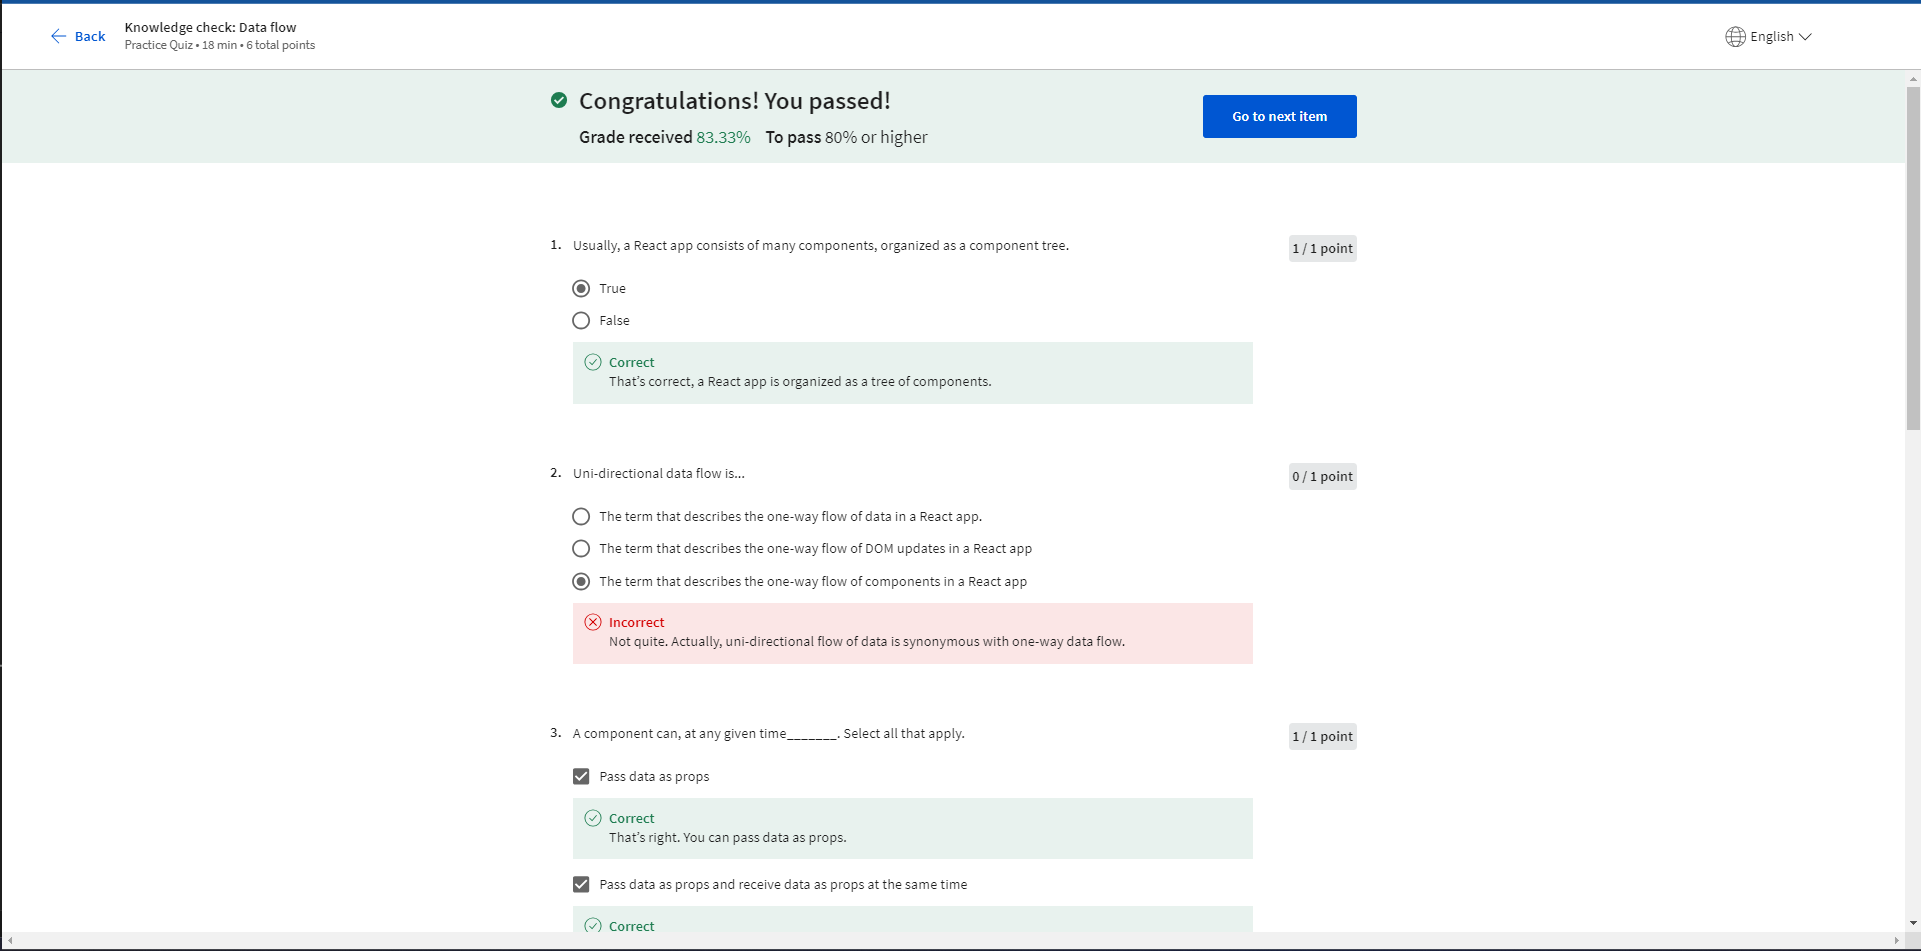 Back
Knowledge check: Data flow
Practice Quiz • 18 min • 6 total points
English
Congratulations! You passed!
Grade received 83.33% To pass 80% or higher
Go to next item
1. Usually, a React app consists of many components, organized as a component tree.
1 / 1 point
True
False
Correct
That’s correct, a React app is organized as a tree of components.
2. Uni-directional data flow is...
0 / 1 point
The term that describes the one-way flow of data in a React app.
The term that describes the one-way flow of DOM updates in a React app
The term that describes the one-way flow of components in a React app
Incorrect
Not quite. Actually, uni-directional flow of data is synonymous with one-way data flow.
3. A component can, at any given time_______. Select all that apply.
1 / 1 point
Pass data as props
Correct
That’s right. You can pass data as props.
Pass data as props and receive data as props at the same time
Correct